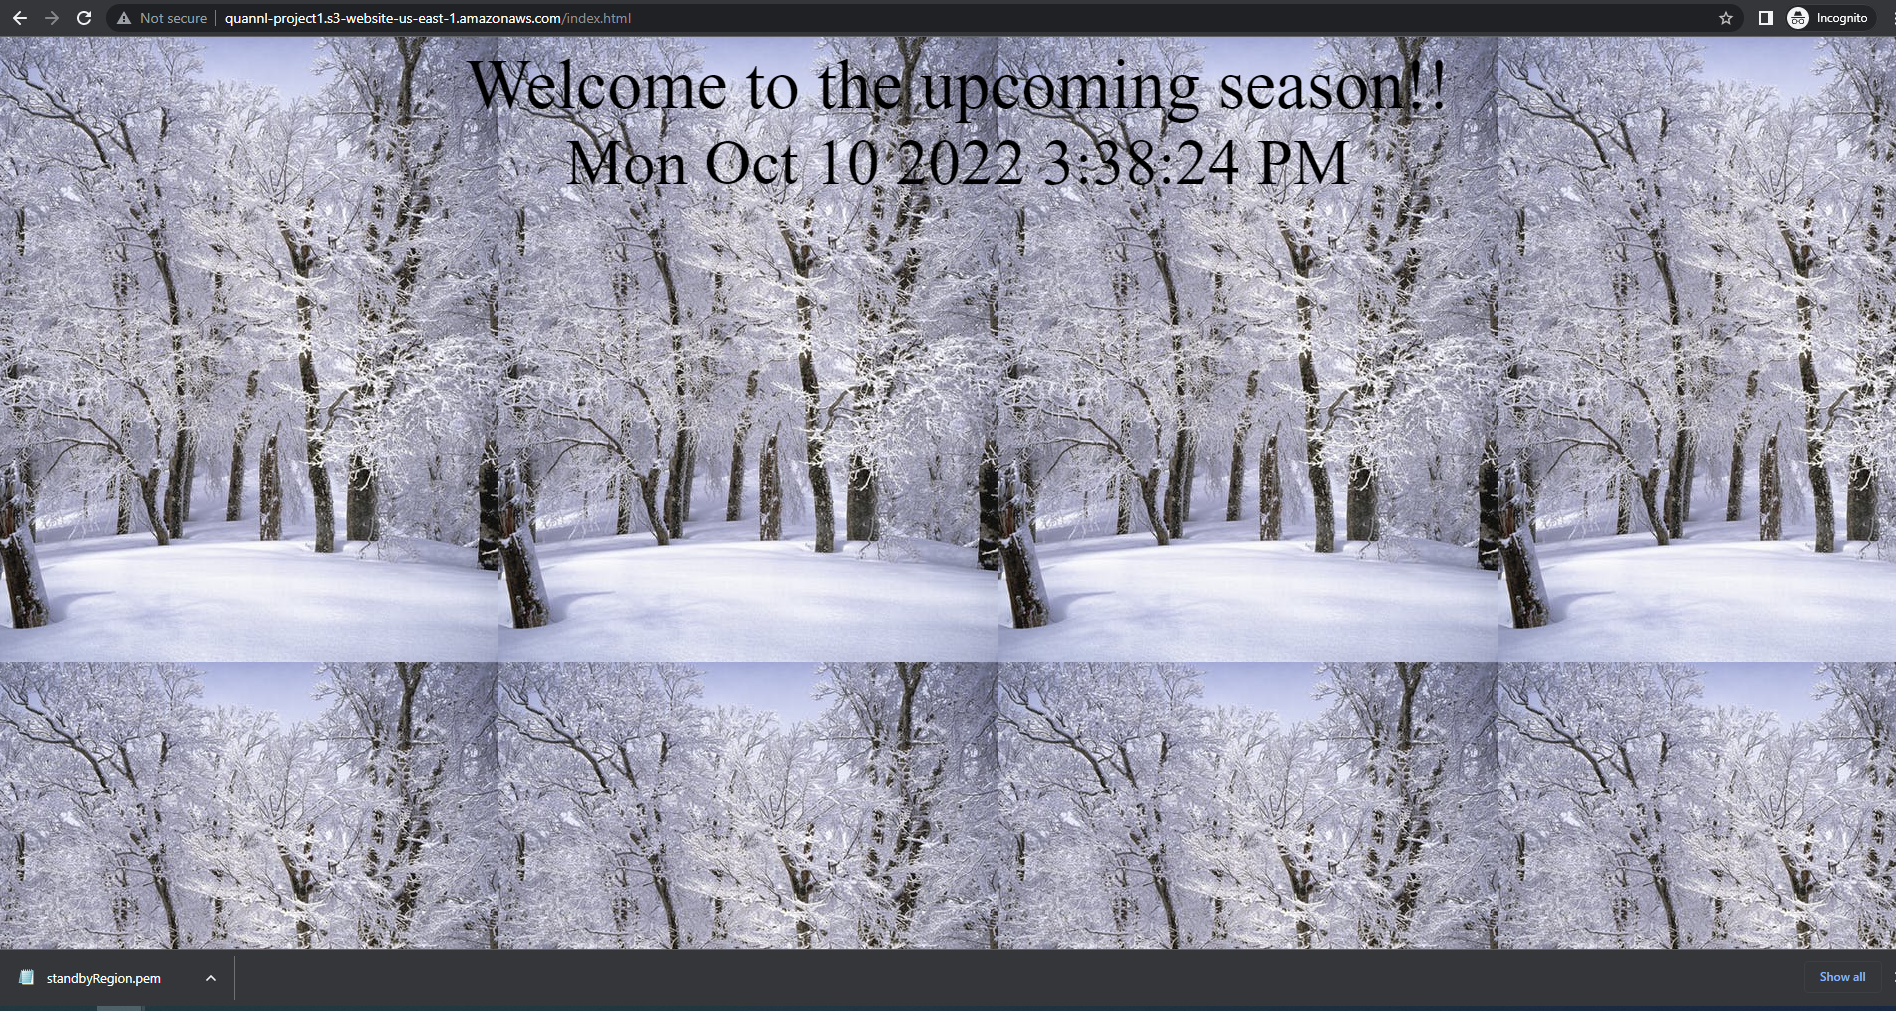 Not secure quannl-project1.s3-website-us-east-1.amazonaws.com/index.html Incognito
Welcome to the upcoming season!!
Mon Oct 10 2022 3:38:24 PM
standbyRegion.pem Show all